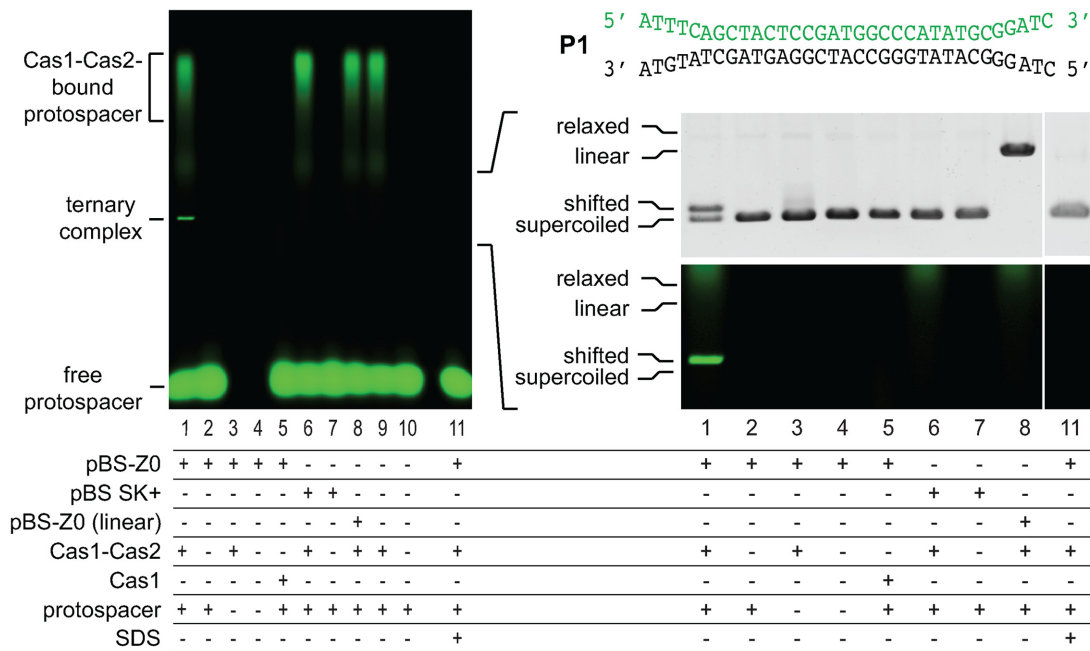 5' ATTTCAGCTACTCCGATGGCCCATATGCGGATC 3'
P1
3' ATGTATCGATGAGGCTACCGGGTATACGGGATC 5'
Cas1-Cas2-
bound
protospacer
ternary
complex
free
protospacer
relaxed
linear
shifted
supercoiled
relaxed
linear
shifted
supercoiled
1 2 3 4 5 6 7 8 9 10 11 1 2 3 4 5 6 7 8 11
pBS-Z0 + + + + + - - - - - + + + + + + - - - +
pBS SK+ - - - - - + + - - - - - - - - - + + - -
pBS-Z0 (linear) - - - - - - - + - - - - - - - - - - + -
Cas1-Cas2 + - + - - + - + + - + + - + - - + - + +
Cas1 - - - - + - - - - - - - - - - + - - - -
protospacer + + - - + + + + + + + + + - - + + + + +
SDS - - - - - - - - - - + - - - - - - - - +